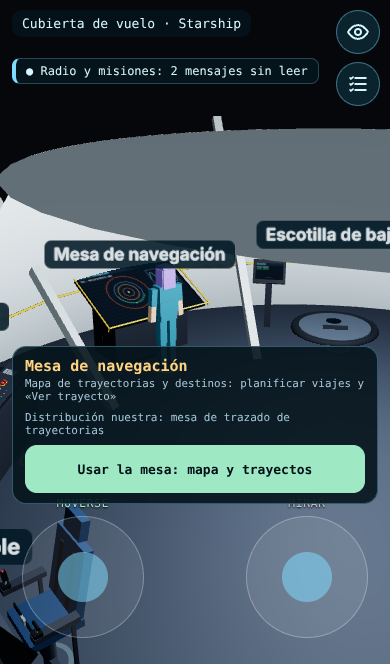 Cubierta de vuelo · Starship
● Radio y misiones: 2 mensajes sin leer
Escotilla de baj
Mesa de navegación
Mesa de navegación
Mapa de trayectorias y destinos: planificar viajes y
«Ver trayecto»
Distribución nuestra: mesa de trazado de
trayectorias
Usar la mesa: mapa y trayectos
MOVERSE
MIRAR
ole